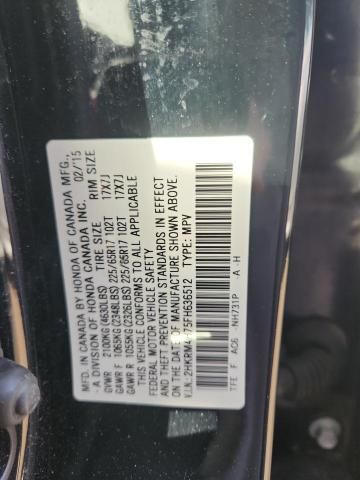 MFD. IN CANADA BY HONDA OF CANADA MFG., 02/'15
A DIVISION OF HONDA CANADA INC.
TIRE SIZE RIM SIZE
GVWR 2100KG(4630LBS)
GAWR F 1065KG(2348LBS) 225/65R17 102T 17X7J
GAWR R 1055KG(2326LBS) 225/65R17 102T 17X7J
THIS VEHICLE CONFORMS TO ALL APPLICABLE
FEDERAL MOTOR VEHICLE SAFETY
AND THEFT PREVENTION STANDARDS IN EFFECT
ON THE DATE OF MANUFACTURE SHOWN ABOVE.
V.I.N.: TYPE: MPV
TFE F AC6 NH731P A H